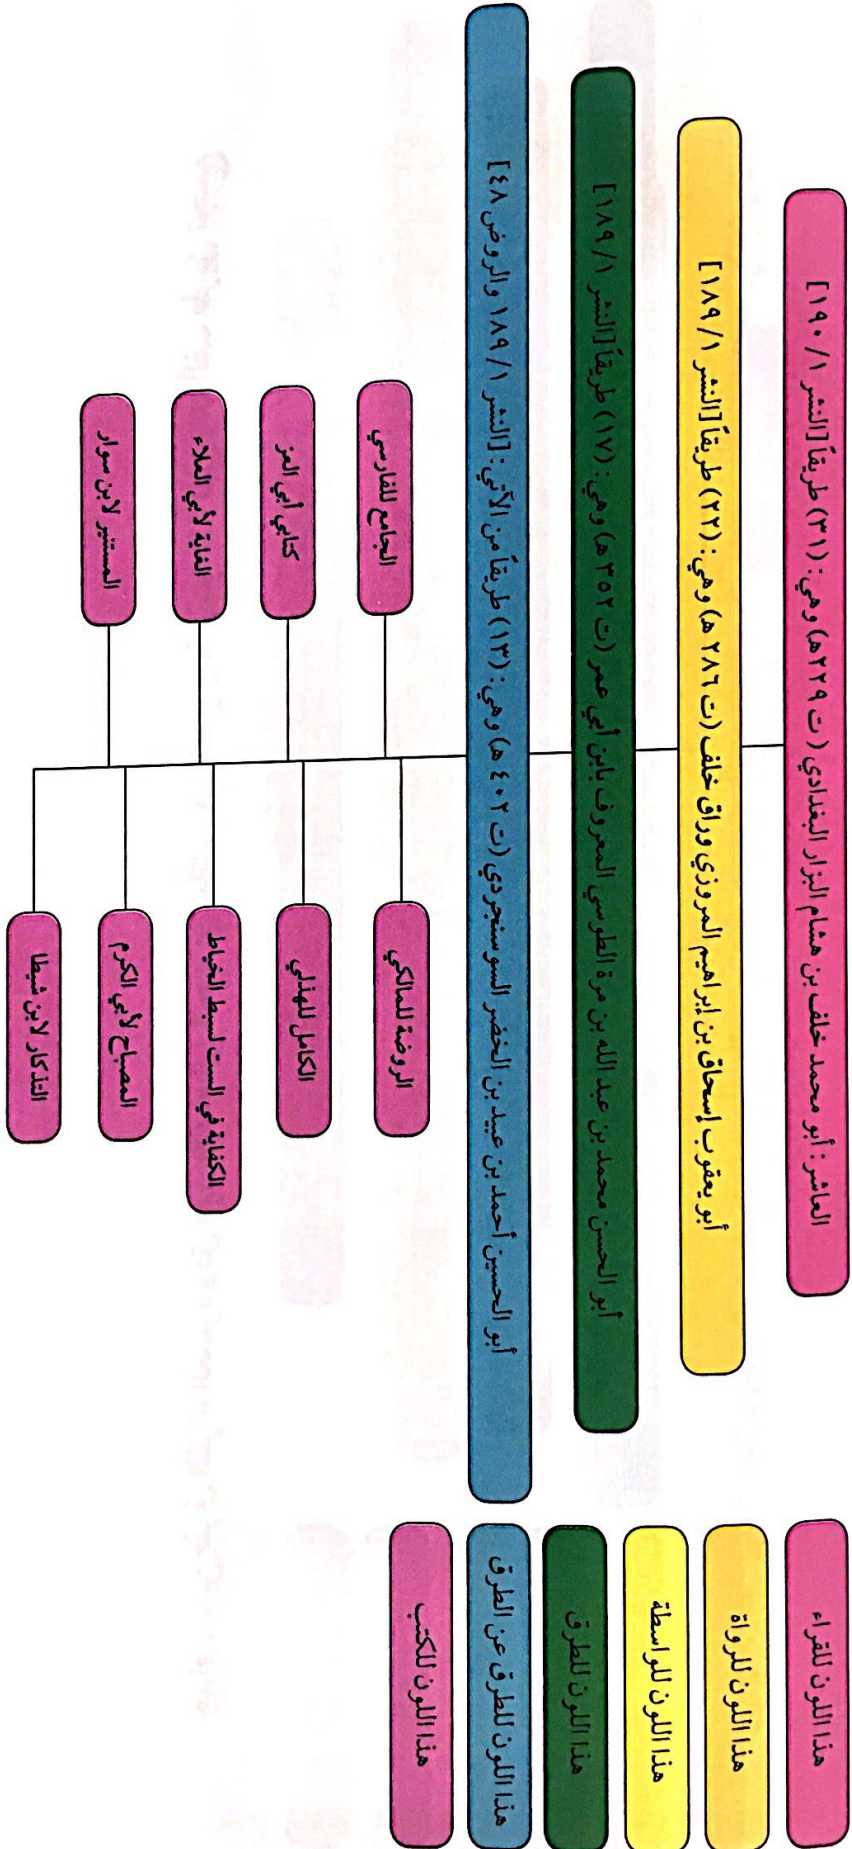 العاشر: أبو محمد خلف بن هشام البزار البغدادي (ت ٢٢٩هـ) وهي: (٣١) طريقاً [النشر ١/ ١٩٠]
أبو يعقوب إسحاق بن إبراهيم المروزي وراق خلف (ت ٢٨٦ هـ) وهي: (٢٢) طريقاً [النشر ١/ ١٨٩]
أبو الحسن محمد بن عبد الله بن مرة الطوسي المعروف بابن أبي عمر (ت ٣٥٢ هـ) وهي: (١٧) طريقاً [النشر ١/ ١٨٩]
أبو الحسين أحمد بن عبيد بن الخضر السوسنجردي (ت ٤٠٢ هـ) وهي: (١٣) طريقاً من الآتي: [النشر ١/ ١٨٩ والروض ٤٨]
الروضة للمالكي
الجامع للفارسي
الكامل للهذلي
كتابي أبي العز
الكفاية في الست لسبط الخياط
الغاية لأبي العلاء
المصباح لأبي الكرم
المستنير لابن سوار
التذكار لابن شيطا
هذا اللون للقراء
هذا اللون للرواة
هذا اللون للواسطة
هذا اللون للطرق
هذا اللون للطرق عن الطرق
هذا اللون للكتب